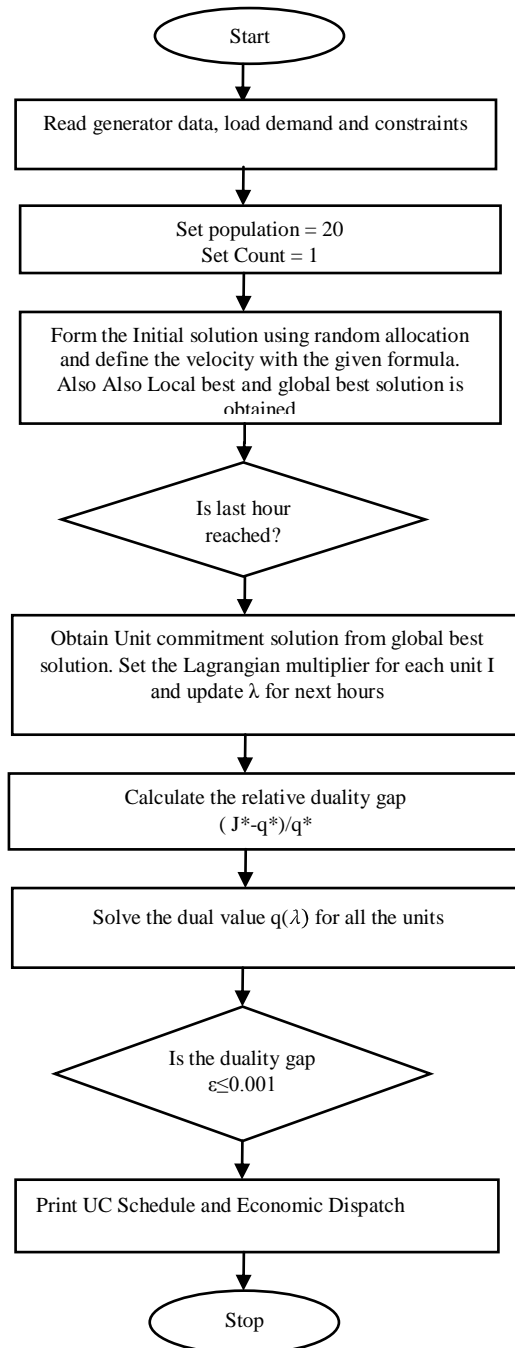 Start
Read generator data, load demand and constraints
Set population = 20
Set Count = 1
Form the Initial solution using random allocation
and define the velocity with the given formula.
Also Also Local best and global best solution is
obtained
Is last hour
reached?
Obtain Unit commitment solution from global best
solution. Set the Lagrangian multiplier for each unit I
and update λ for next hours
Calculate the relative duality gap
( J*-q*)/q*
Solve the dual value q(λ) for all the units
Is the duality gap
ε≤0.001
Print UC Schedule and Economic Dispatch
Stop